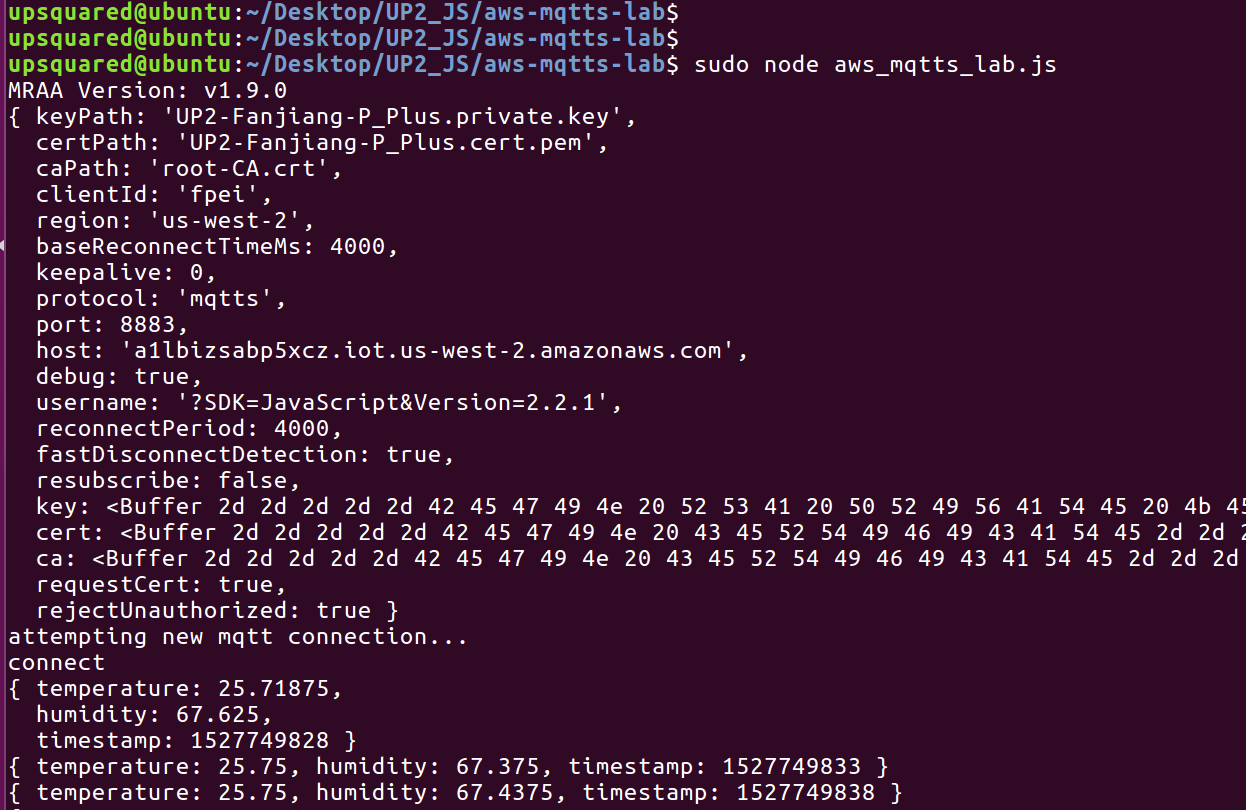 upsquared@ubuntu:~/Desktop/UP2_JS/aws-mqtts-lab$
upsquared@ubuntu:~/Desktop/UP2_JS/aws-mqtts-lab$
upsquared@ubuntu:~/Desktop/UP2_JS/aws-mqtts-lab$ sudo node aws_mqtts_lab.js
MRAA Version: v1.9.0
{ keyPath: 'UP2-Fanjiang-P_Plus.private.key',
  certPath: 'UP2-Fanjiang-P_Plus.cert.pem',
  caPath: 'root-CA.crt',
  clientId: 'fpei',
  region: 'us-west-2',
  baseReconnectTimeMs: 4000,
  keepalive: 0,
  protocol: 'mqtts',
  port: 8883,
  host: 'a1lbizsabp5xcz.iot.us-west-2.amazonaws.com',
  debug: true,
  username: '?SDK=JavaScript&Version=2.2.1',
  reconnectPeriod: 4000,
  fastDisconnectDetection: true,
  resubscribe: false,
  key: <Buffer 2d 2d 2d 2d 2d 42 45 47 49 4e 20 52 53 41 20 50 52 49 56 41 54 45 20 4b 45
  cert: <Buffer 2d 2d 2d 2d 2d 42 45 47 49 4e 20 43 45 52 54 49 46 49 43 41 54 45 2d 2d
  ca: <Buffer 2d 2d 2d 2d 2d 42 45 47 49 4e 20 43 45 52 54 49 46 49 43 41 54 45 2d 2d 2d
  requestCert: true,
  rejectUnauthorized: true }
attempting new mqtt connection...
connect
{ temperature: 25.71875,
  humidity: 67.625,
  timestamp: 1527749828 }
{ temperature: 25.75, humidity: 67.375, timestamp: 1527749833 }
{ temperature: 25.75, humidity: 67.4375, timestamp: 1527749838 }